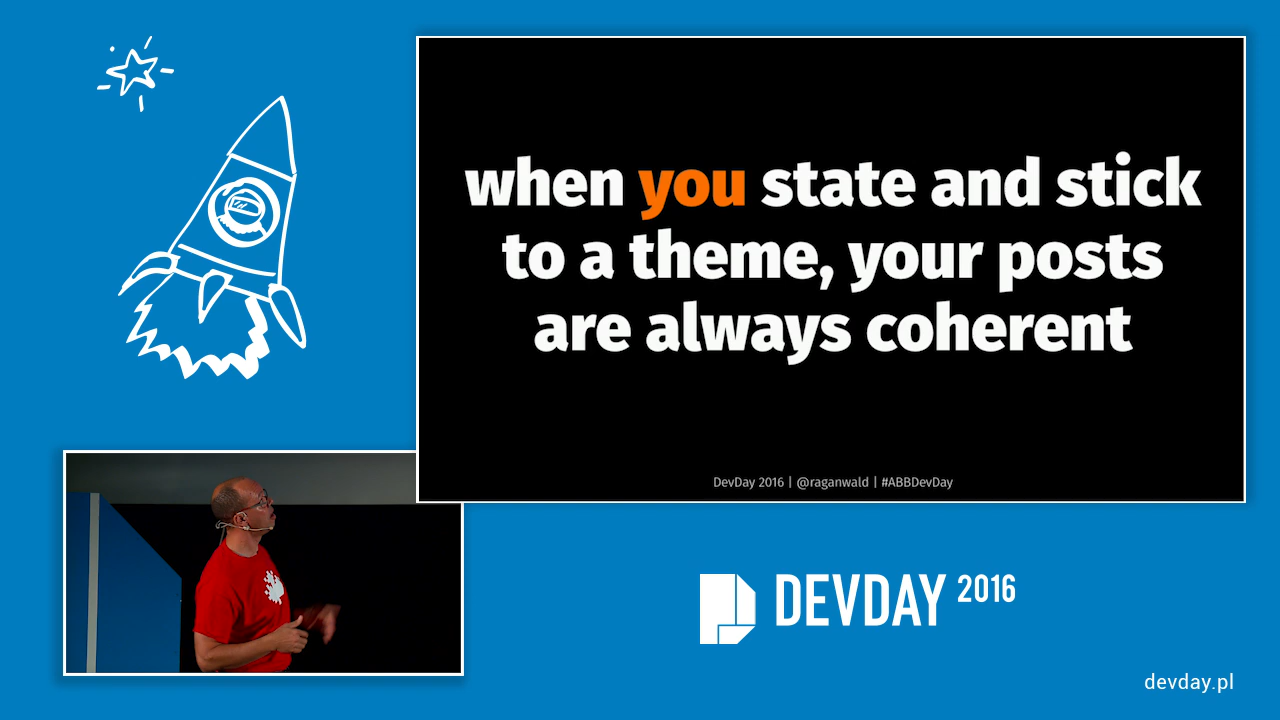 when you state and stick
to a theme, your posts
are always coherent
DevDay 2016 | @raganwald | #ABBDevDay
DEVDAY 2016
devday.pl